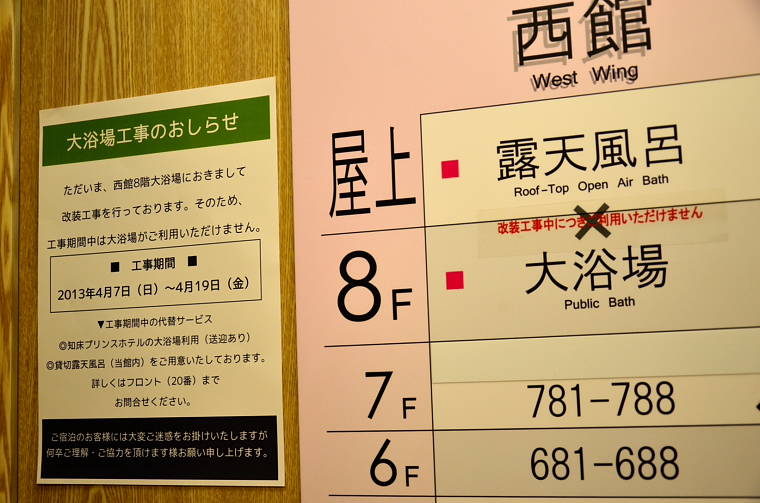 大浴場工事のおしらせ
ただいま、西館8階大浴場におきまして
改装工事を行っております。そのため、
工事期間中は大浴場がご利用いただけません。
■ 工事期間 ■
2013年4月7日（日）～4月19日（金）
▼工事期間中の代替サービス
◎知床プリンスホテルの大浴場利用（送迎あり）
◎貸切露天風呂（当館内）をご用意いたしております。
詳しくはフロント（20番）まで
お問合せください。
ご宿泊のお客様には大変ご迷惑をお掛けいたしますが
何卒ご理解・ご協力を頂けます様お願い申し上げます。
西館
West Wing
屋上 ■ 露天風呂
Roof-Top Open Air Bath
改装工事中につきご利用いただけません
8F ■ 大浴場
Public Bath
7F 781-788
6F 681-688